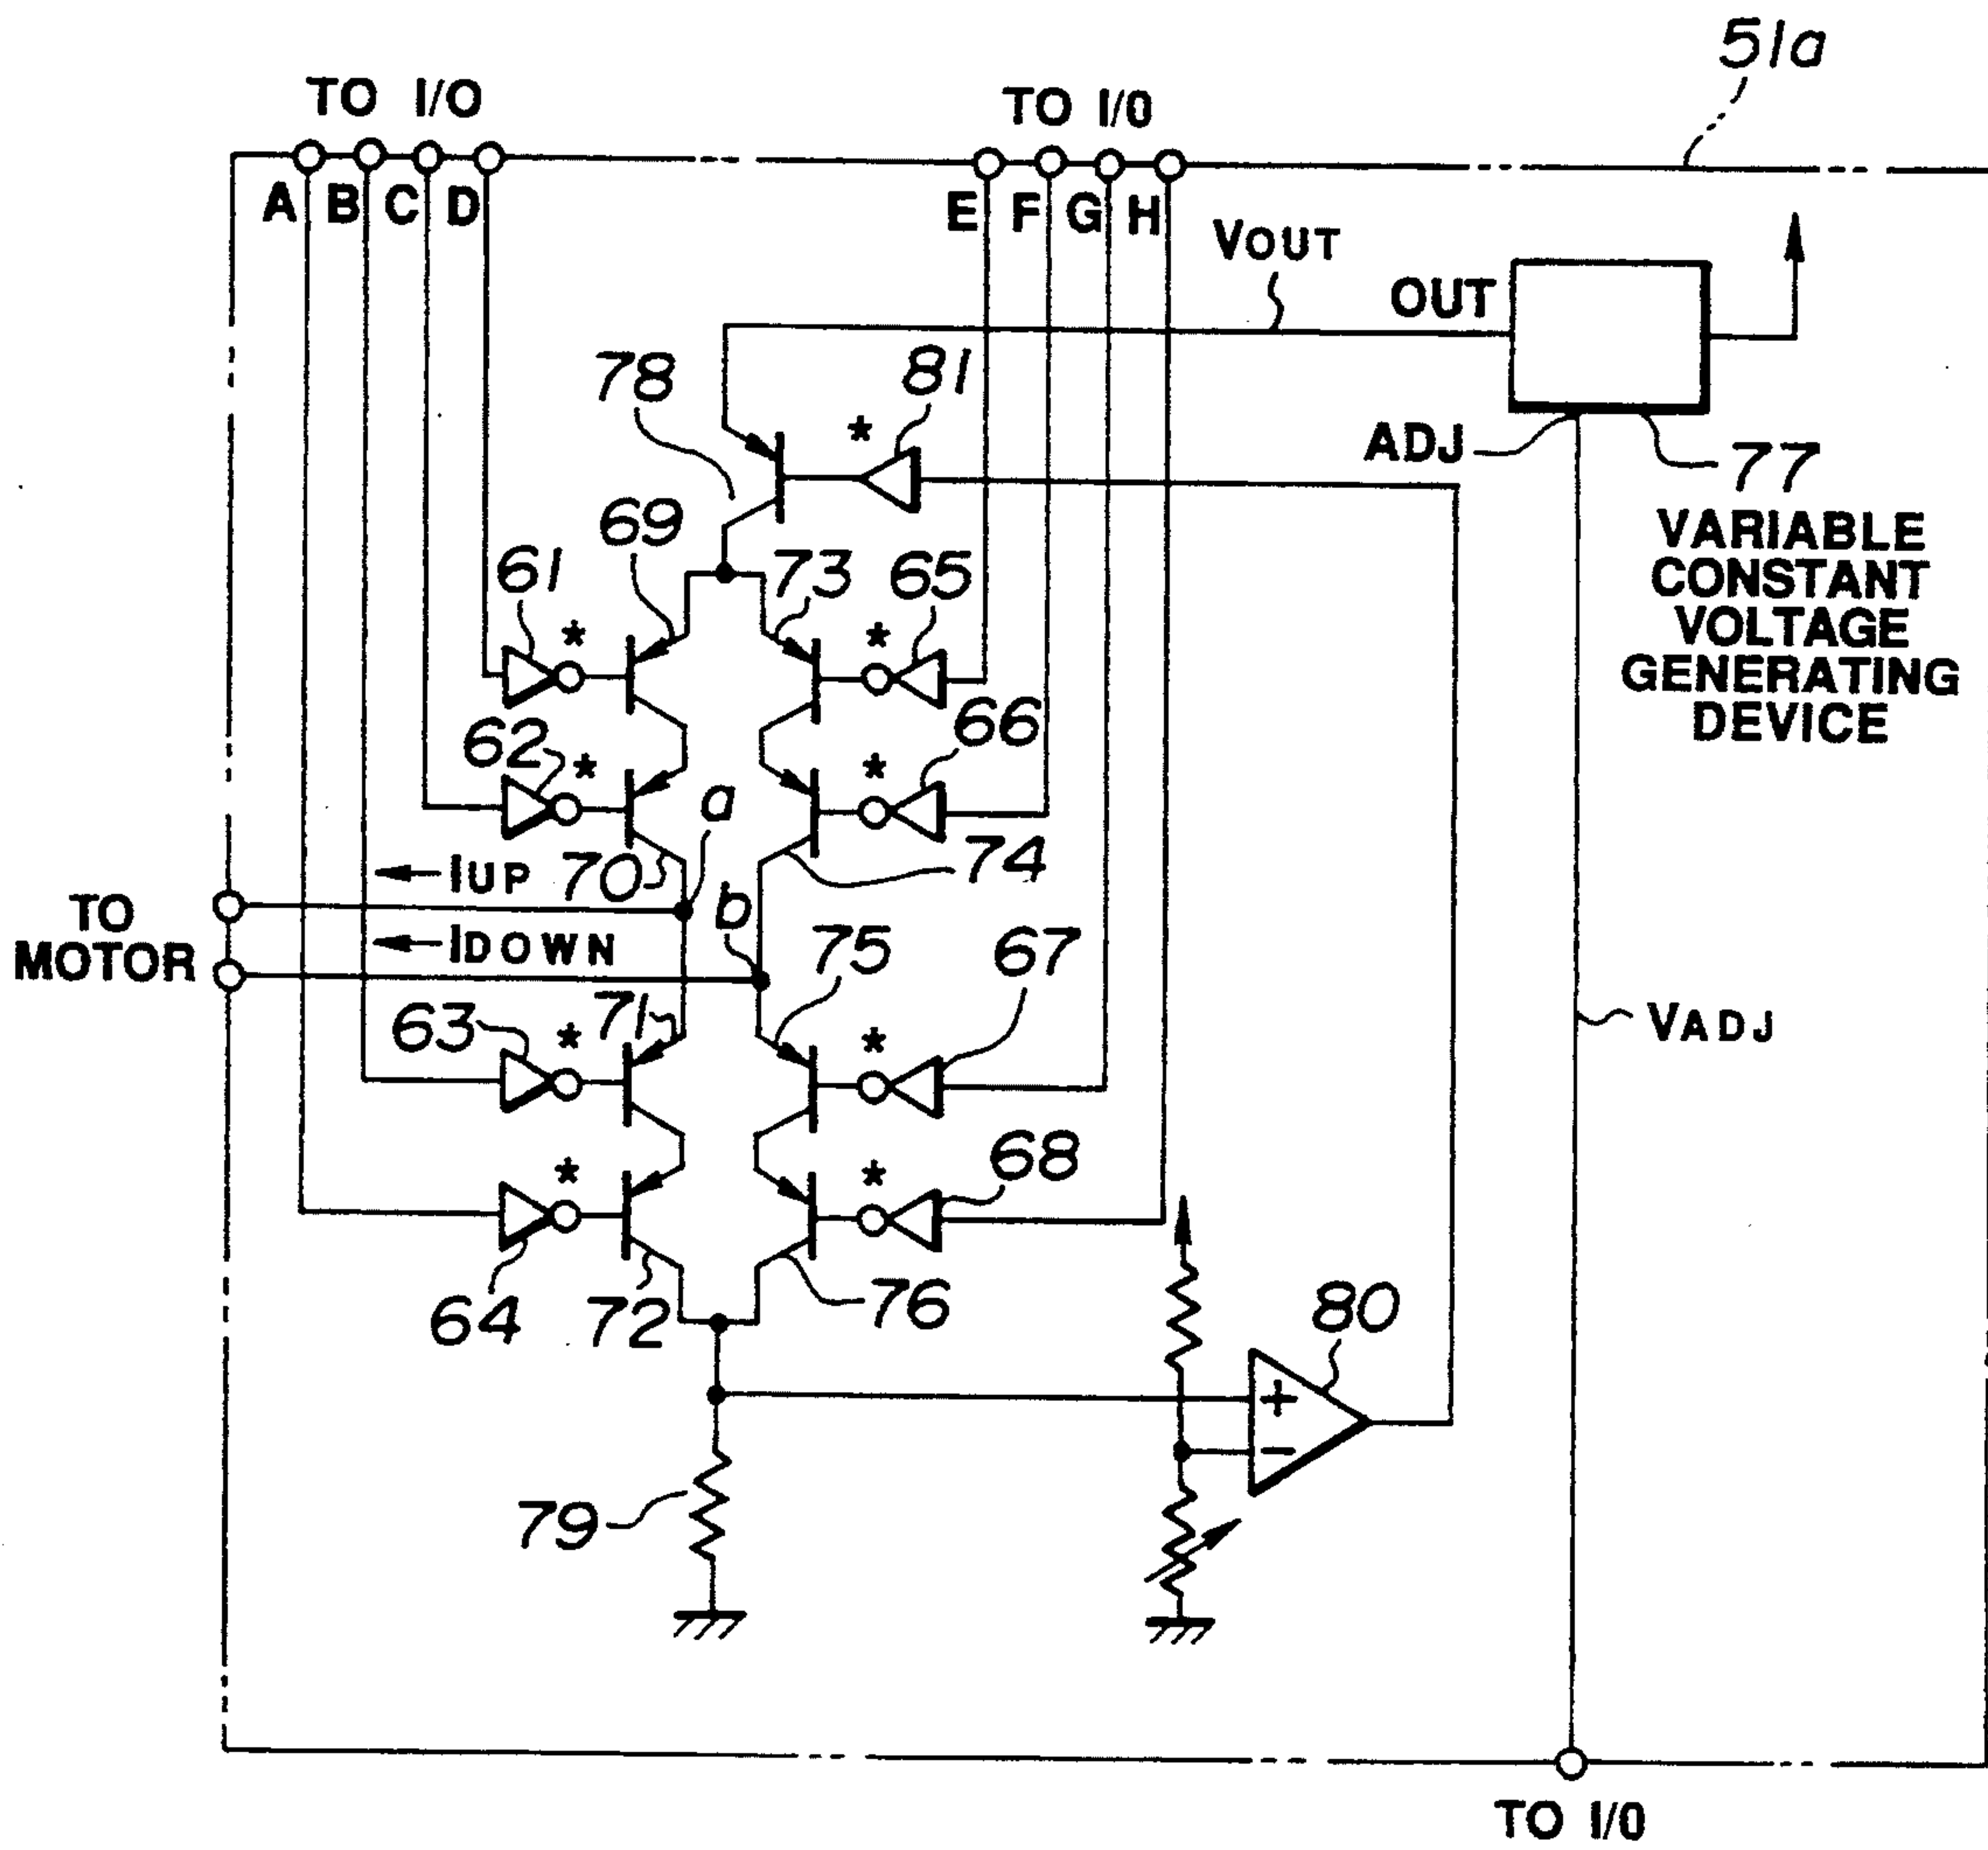 51a
TO I/O
TO I/O
A B C D
E F G H
VOUT
OUT
78
81
*
ADJ
77
VARIABLE
CONSTANT
VOLTAGE
GENERATING
DEVICE
69
61
73
65
*
*
62
66
*
*
a
70
74
IUP
b
TO
MOTOR
IDOWN
75
67
63
71
*
*
VADJ
68
*
*
64
72
76
80
+
−
79
TO I/O